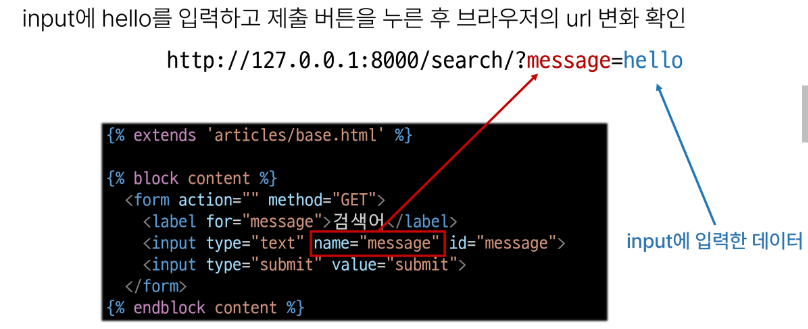 input에 hello를 입력하고 제출 버튼을 누른 후 브라우저의 url 변화 확인
http://127.0.0.1:8000/search/?message=hello
{% extends 'articles/base.html' %}
{% block content %}
<form action="" method="GET">
<label for="message">검색어</label>
<input type="text" name="message" id="message">
<input type="submit" value="submit">
</form>
{% endblock content %}
input에 입력한 데이터